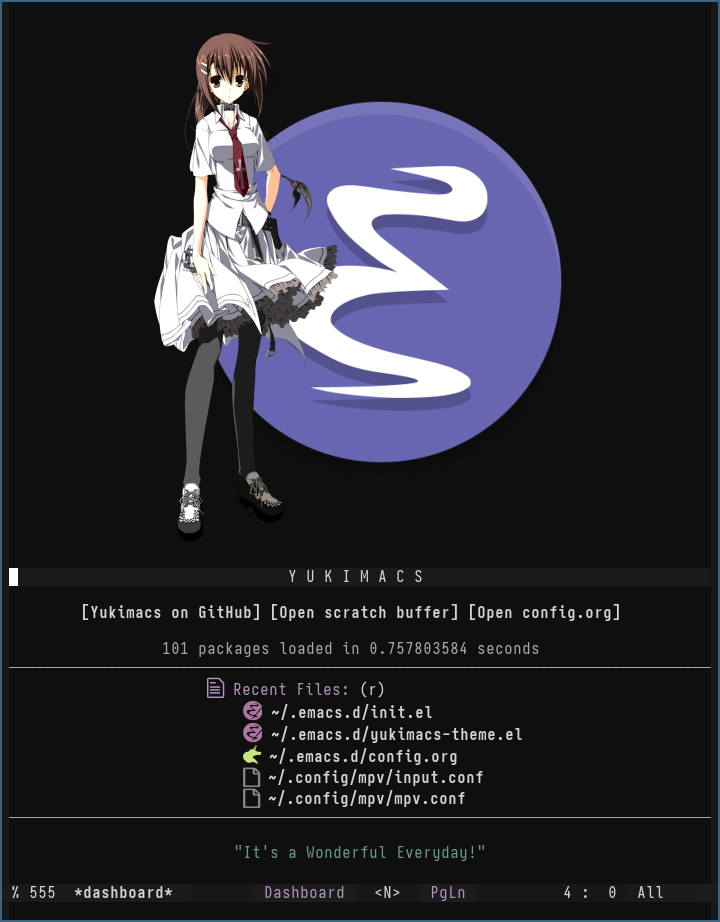 Y U K I M A C S
[Yukimacs on GitHub] [Open scratch buffer] [Open config.org]
101 packages loaded in 0.757803584 seconds
Recent Files: (r)
~/.emacs.d/init.el
~/.emacs.d/yukimacs-theme.el
~/.emacs.d/config.org
~/.config/mpv/input.conf
~/.config/mpv/mpv.conf
"It's a Wonderful Everyday!"
% 555 *dashboard* Dashboard <N> PgLn 4 : 0 All